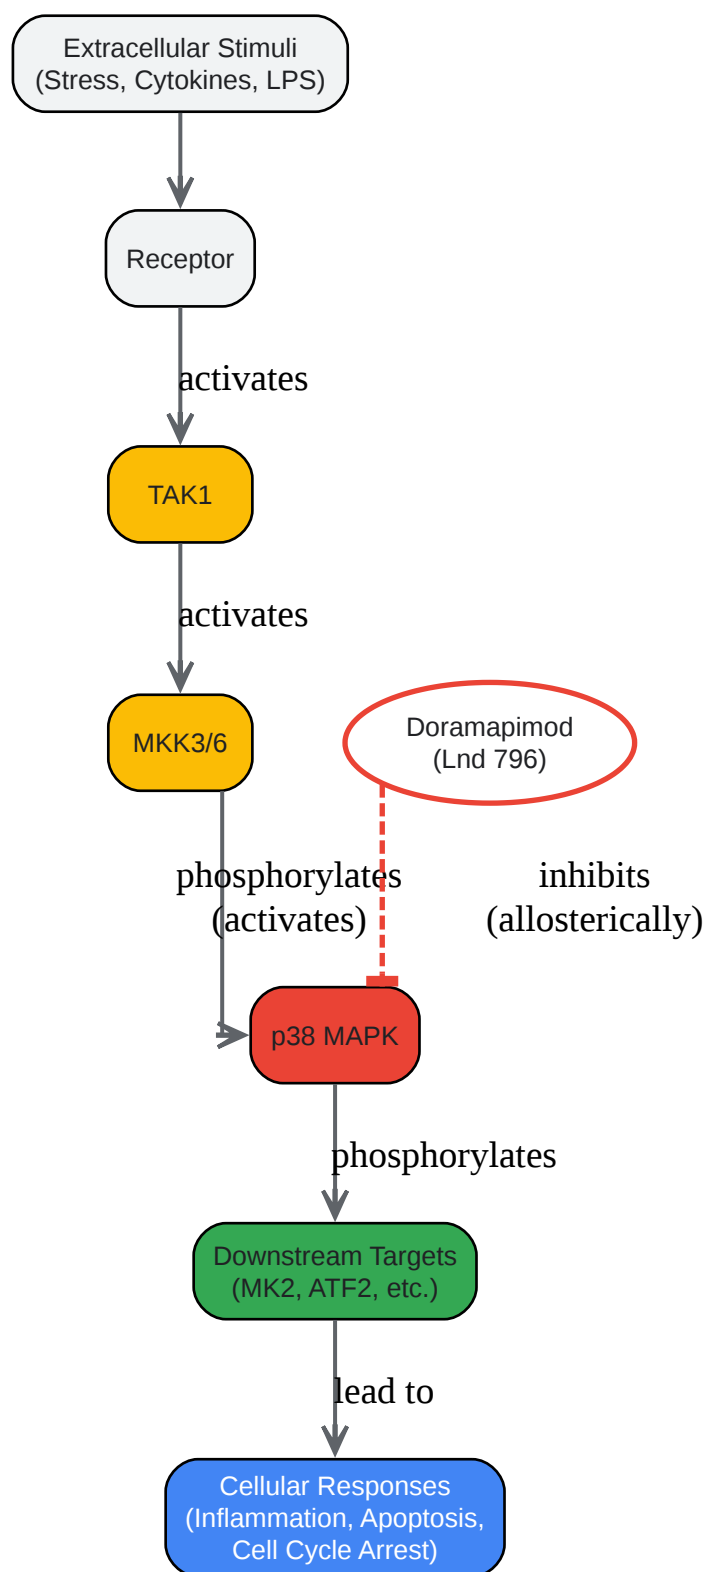 Extracellular Stimuli
(Stress, Cytokines, LPS)
Receptor
activates
TAK1
activates
MKK3/6
Doramapimod
(Lnd 796)
phosphorylates
(activates)
inhibits
(allosterically)
p38 MAPK
phosphorylates
Downstream Targets
(MK2, ATF2, etc.)
lead to
Cellular Responses
(Inflammation, Apoptosis,
Cell Cycle Arrest)